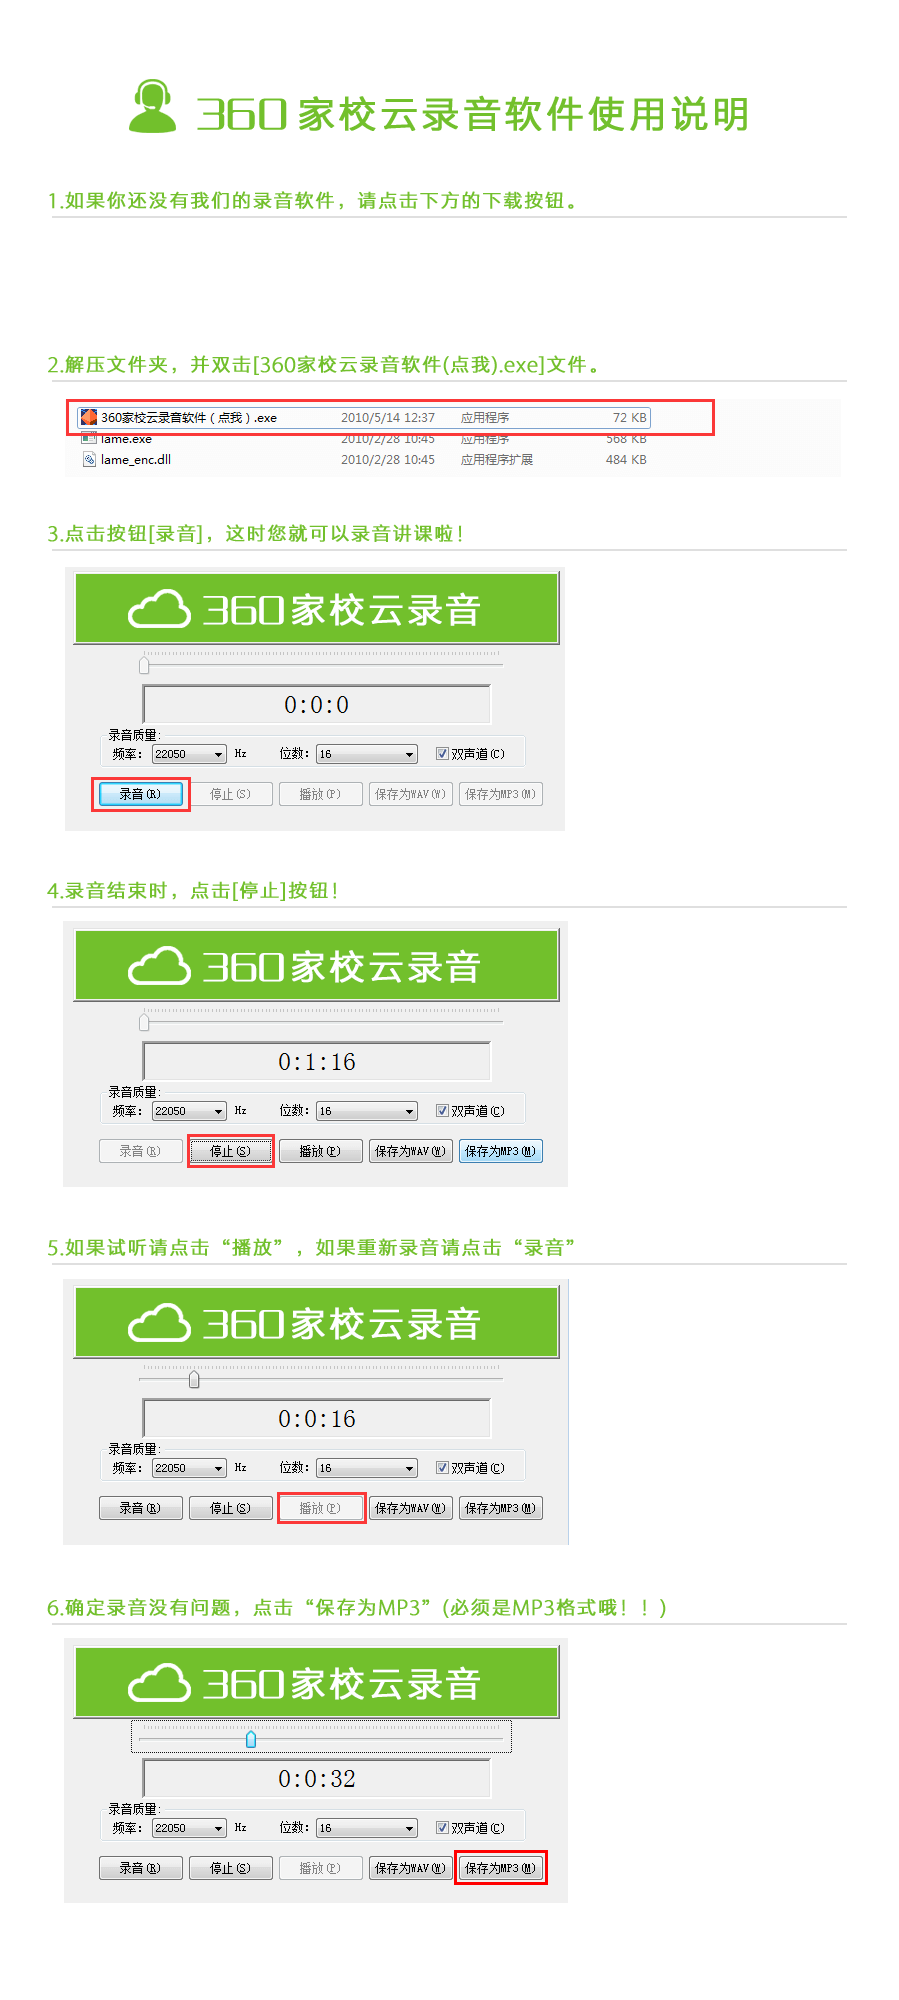 360 家校云录音软件使用说明
1.如果你还没有我们的录音软件，请点击下方的下载按钮。
2.解压文件夹，并双击[360家校云录音软件(点我).exe]文件。
360家校云录音软件（点我）.exe 2010/5/14 12:37 应用程序 72 KB
lame.exe 2010/2/28 10:45 应用程序 568 KB
lame_enc.dll 2010/2/28 10:45 应用程序扩展 484 KB
3.点击按钮[录音]，这时您就可以录音讲课啦！
360家校云录音
0:0:0
录音质量:
频率: 22050 Hz 位数: 16 双声道(C)
录音(R) 停止(S) 播放(P) 保存为WAV(W) 保存为MP3(M)
4.录音结束时，点击[停止]按钮！
360家校云录音
0:1:16
录音质量:
频率: 22050 Hz 位数: 16 双声道(C)
录音(R) 停止(S) 播放(P) 保存为WAV(W) 保存为MP3(M)
5.如果试听请点击“播放”，如果重新录音请点击“录音”
360家校云录音
0:0:16
录音质量:
频率: 22050 Hz 位数: 16 双声道(C)
录音(R) 停止(S) 播放(P) 保存为WAV(W) 保存为MP3(M)
6.确定录音没有问题，点击“保存为MP3”(必须是MP3格式哦！！)
360家校云录音
0:0:32
录音质量:
频率: 22050 Hz 位数: 16 双声道(C)
录音(R) 停止(S) 播放(P) 保存为WAV(W) 保存为MP3(M)